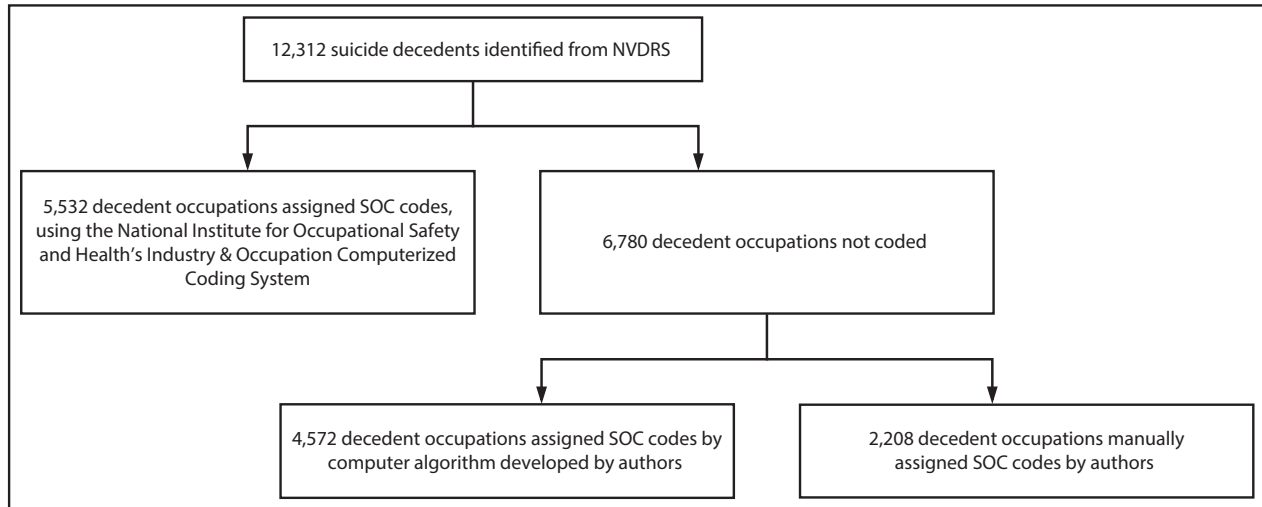 12,312 suicide decedents identified from NVDRS
5,532 decedent occupations assigned SOC codes,
using the National Institute for Occupational Safety
and Health’s Industry & Occupation Computerized
Coding System
6,780 decedent occupations not coded
4,572 decedent occupations assigned SOC codes by
computer algorithm developed by authors
2,208 decedent occupations manually
assigned SOC codes by authors